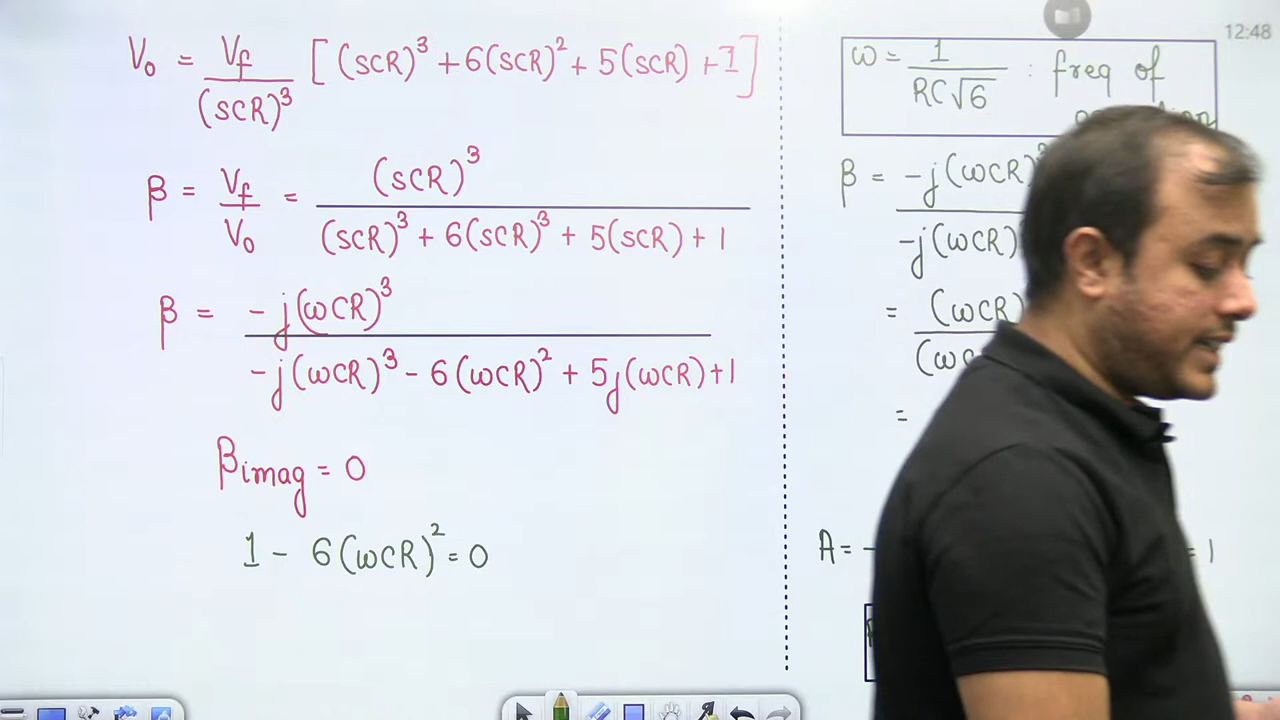 V₀ = Vf / (SCR)³ [(SCR)³ + 6(SCR)² + 5(SCR) + 1]
β = Vf / V₀ = (SCR)³ / (SCR)³ + 6(SCR)³ + 5(SCR) + 1
β = -j(ωCR)³ / -j(ωCR)³ - 6(ωCR)² + 5j(ωCR) + 1
βimag = 0
1 - 6(ωCR)² = 0
12:48
ω = 1 / RC√6 : freq of
β = -j(ωCR)³ / -j(ωCR)
= (ωCR) /
=
A = - = 1